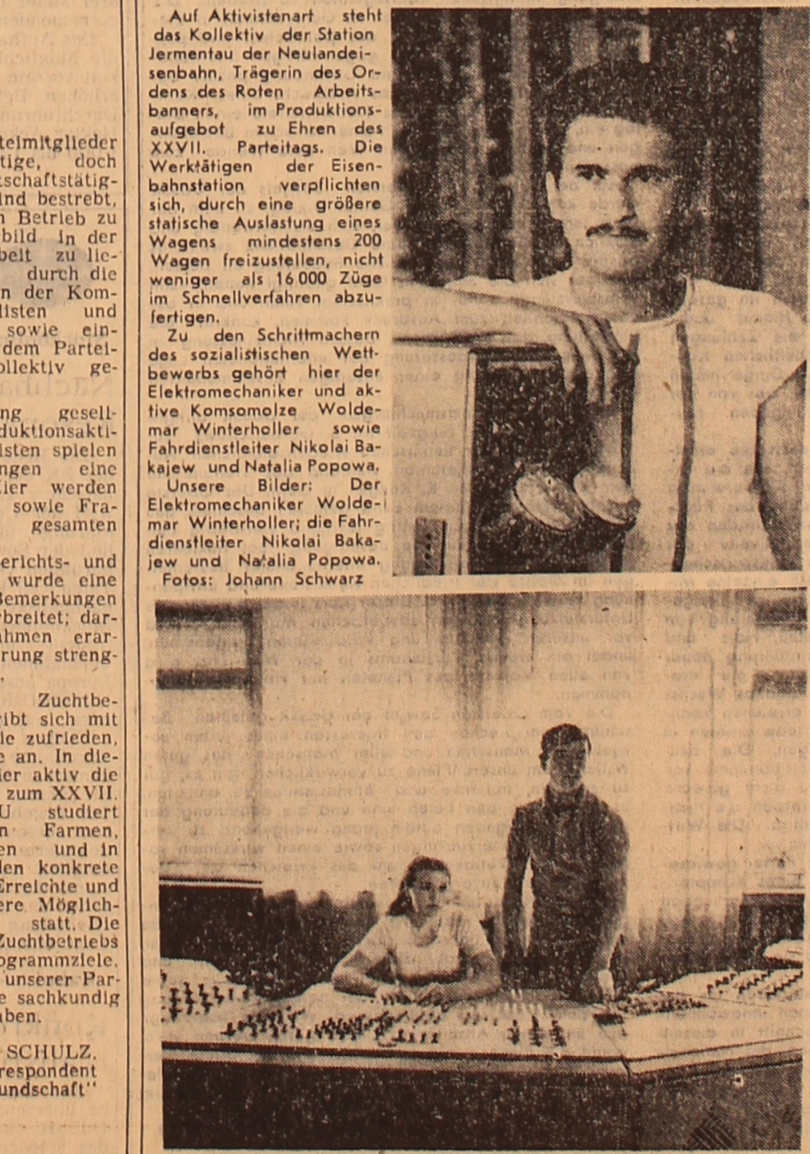 telmitglieder
tige, doch
tschaftstätig-
ind bestrebt,
n Betrieb zu
bild in der
beit zu lie-
durch die
n der Kom-
listen und
sowie ein-
dem Partei-
ollektiv ge-
ng gesell-
duktionsakti-
isten spielen
ngen eine
ier werden
sowie Fra-
gesamten
erichts- und
wurde eine
Bemerkungen
rbreitet; dar-
ahmen erar-
rung streng-
.
Zuchtbe-
ibt sich mit
le zufrieden,
e an. In die-
er aktiv die
zum XXVII.
U studiert
n Farmen,
en und in
den konkrete
Erreichte und
ere Möglich-
statt. Die
Zuchtbetriebs
ogrammziele.
unserer Par-
e sachkundig
aben.
SCHULZ,
respondent
undschaft"
Auf Aktivistenart steht
das Kollektiv der Station
Jermentau der Neulandei-
senbahn, Trägerin des Or-
dens des Roten Arbeits-
banners, im Produktions-
aufgebot zu Ehren des
XXVII. Parteitags. Die
Werktätigen der Eisen-
bahnstation verpflichten
sich, durch eine größere
statische Auslastung eines
Wagens mindestens 200
Wagen freizustellen, nicht
weniger als 16 000 Züge
im Schnellverfahren abzu-
fertigen.
Zu den Schrittmachern
des sozialistischen Wett-
bewerbs gehört hier der
Elektromechaniker und ak-
tive Komsomolze Wolde-
mar Winterholler sowie
Fahrdienstleiter Nikolai Ba-
kajew und Natalia Popowa.
Unsere Bilder: Der
Elektromechaniker Wolde-
mar Winterholler; die Fahr-
dienstleiter Nikolai Baka-
jew und Natalia Popowa.
Fotos: Johann Schwarz